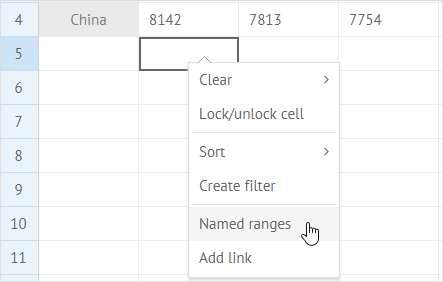 4 China 8142 7813 7754
5
Clear
6
Lock/unlock cell
7
Sort
8
Create filter
9
Named ranges
10
Add link
11